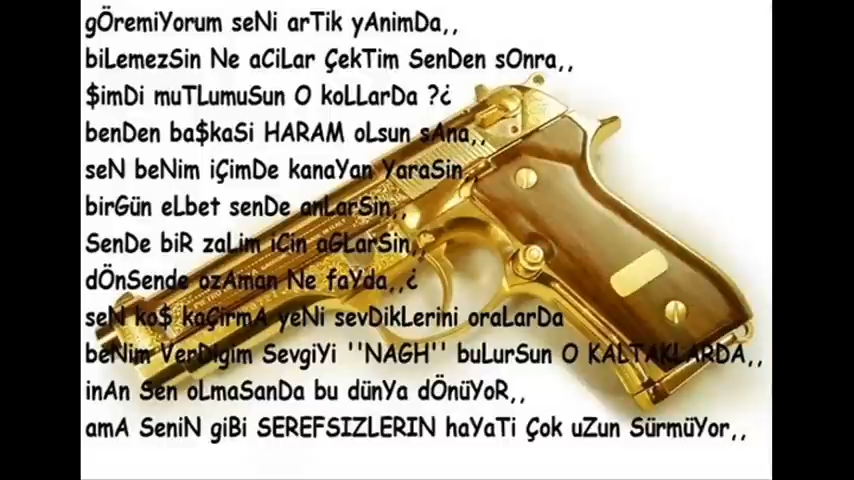 gÖremiYorum seNi arTik yAnimDa,,
biLemezSin Ne aCiLar ÇekTim SenDen sOnra,,
$imDi muTLumuSun O koLLarDa ?¿
benDen ba$kaSi HARAM oLsun sAna,,
seN beNim içimDe kanaYan YaraSin,,
birGün eLbet senDe anLarSin,,
SenDe biR zaLim iCin aGLarSin,,
dÖnSende ozAman Ne faYda,,¿
seN ko$ kaÇirmA yeNi sevDikLerini oraLarDa
beNim VerDigim SevgiYi ''NAGH'' buLurSun O KALTAKLARDA,,
inAn Sen oLmaSanDa bu dünYa dÖnüYoR,,
amA SeniN giBi SEREFSIZLERIN haYaTi Çok uZun SürmüYor,,